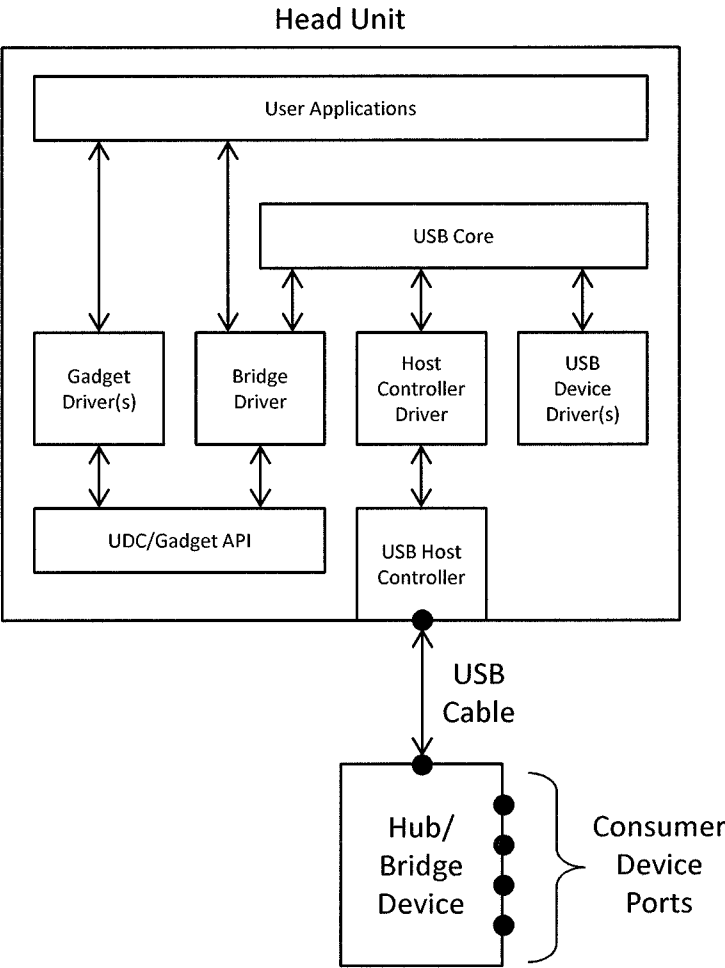 Head Unit
User Applications
USB Core
Gadget
Driver(s)
Bridge
Driver
Host
Controller
Driver
USB
Device
Driver(s)
UDC/Gadget API
USB Host
Controller
USB
Cable
Hub/
Bridge
Device
Consumer
Device
Ports